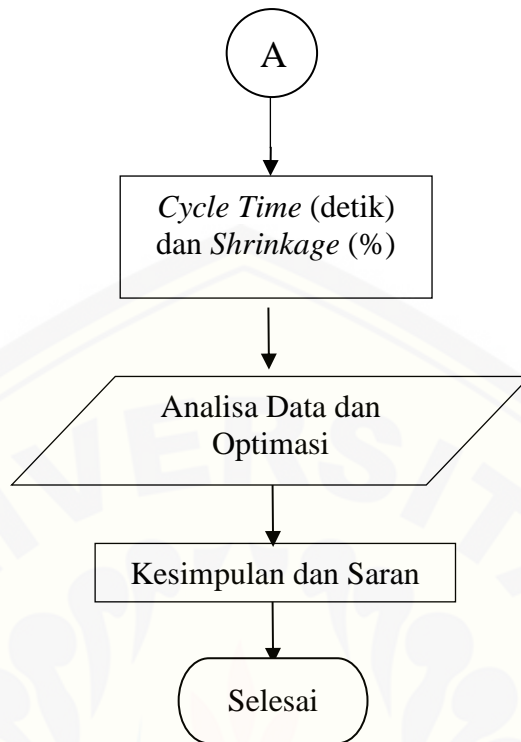 A
Cycle Time (detik)
dan Shrinkage (%)
Analisa Data dan
Optimasi
Kesimpulan dan Saran
Selesai